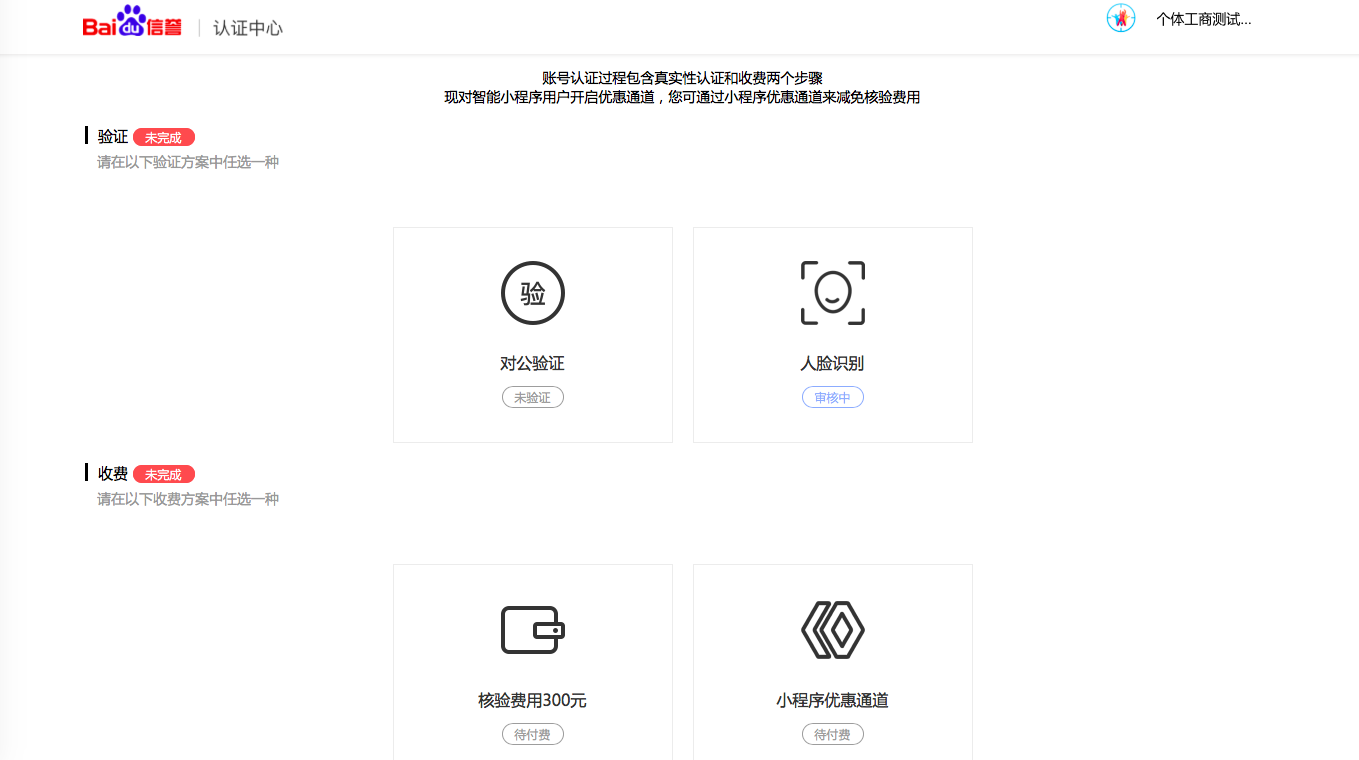 Bai du 信誉 | 认证中心
个体工商测试...
账号认证过程包含真实性认证和收费两个步骤
现对智能小程序用户开启优惠通道，您可通过小程序优惠通道来减免核验费用
验证 未完成
请在以下验证方案中任选一种
验
对公验证
未验证
人脸识别
审核中
收费 未完成
请在以下收费方案中任选一种
核验费用300元
待付费
小程序优惠通道
待付费